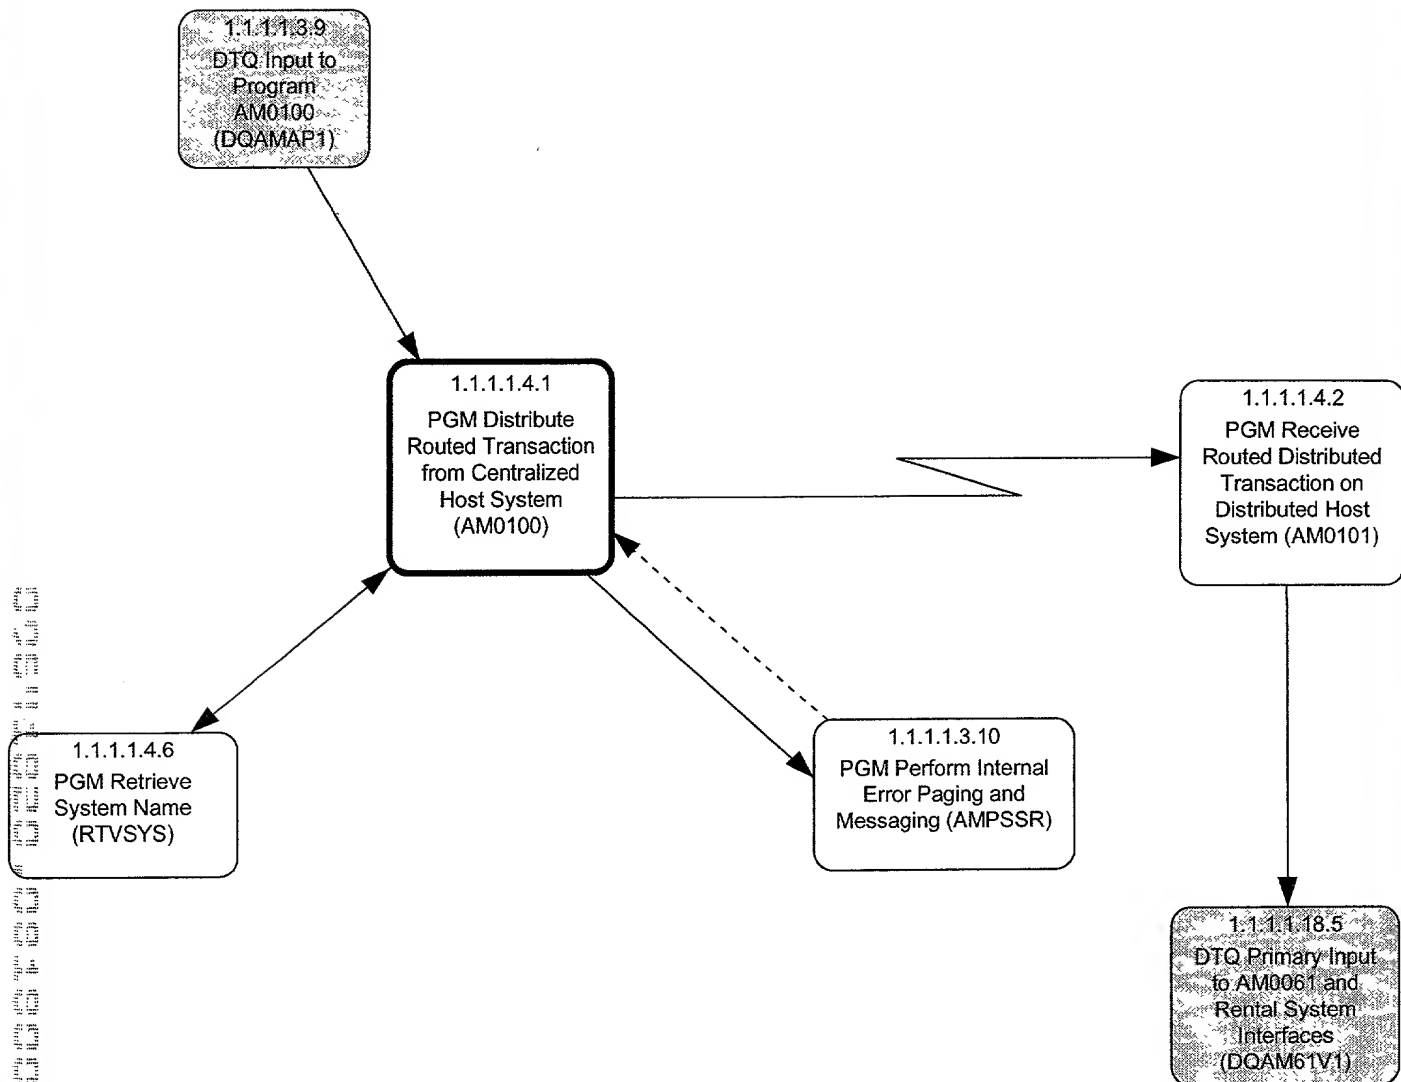 1.1.1.1.3.9
DTQ Input to
Program
AM0100
(DQAMAP1)
1.1.1.1.4.1
PGM Distribute
Routed Transaction
from Centralized
Host System
(AM0100)
1.1.1.1.4.2
PGM Receive
Routed Distributed
Transaction on
Distributed Host
System (AM0101)
1.1.1.1.4.6
PGM Retrieve
System Name
(RTVSYS)
1.1.1.1.3.10
PGM Perform Internal
Error Paging and
Messaging (AMPSSR)
1.1.1.1.18.5
DTQ Primary Input
to AM0061 and
Rental System
Interfaces
(DQAM61V1)